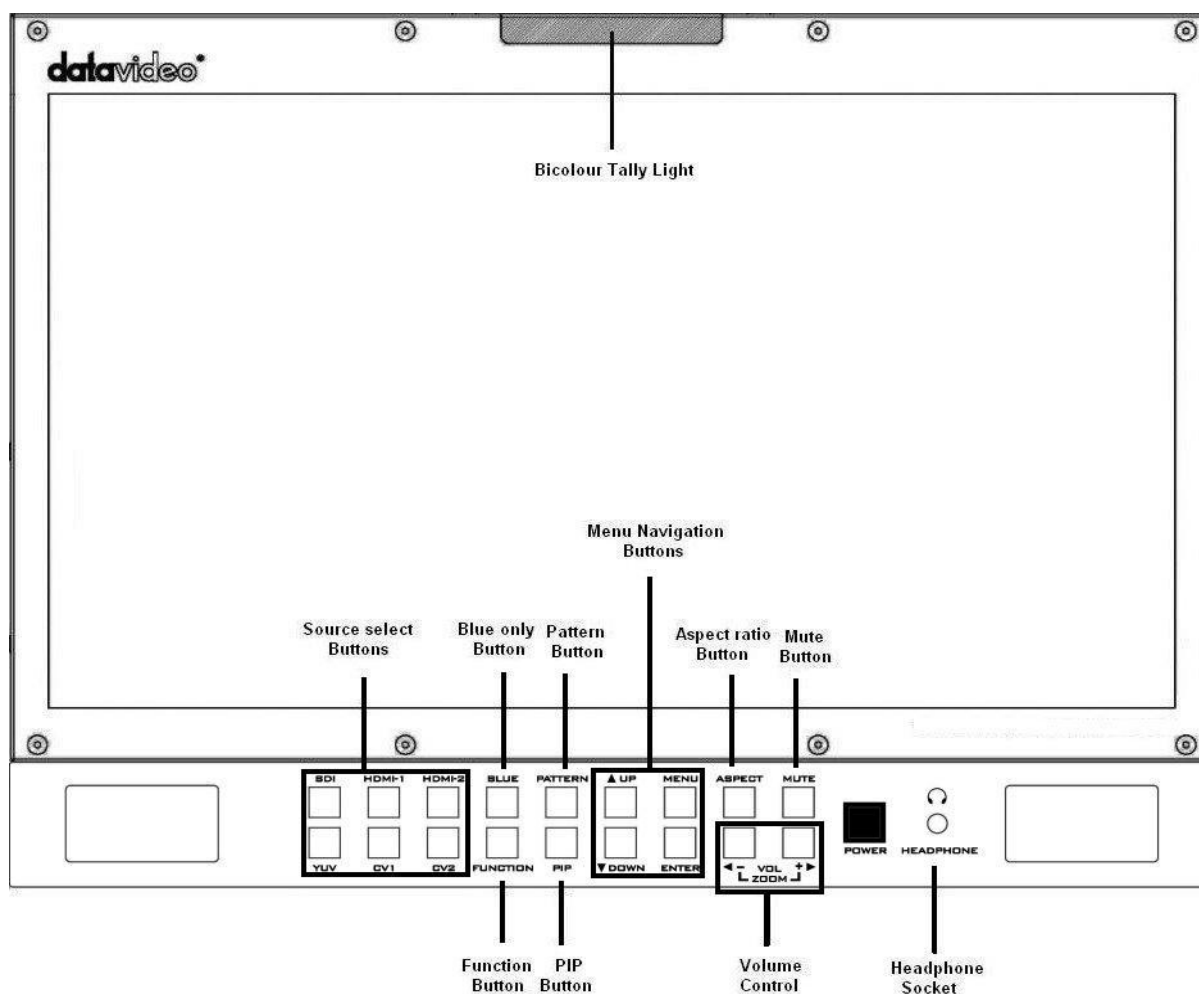 datavideo
Bicolour Tally Light
Menu Navigation
Buttons
Source select
Buttons
Blue only
Button
Pattern
Button
Aspect ratio
Button
Mute
Button
SDI HDMI-1 HDMI-2 BLUE PATTERN ▲ UP MENU ASPECT MUTE
YUV CV1 CV2 FUNCTION PIP ▼ DOWN ENTER ◄ - VOL + ►
ZOOM
POWER HEADPHONE
Function
Button
PIP
Button
Volume
Control
Headphone
Socket